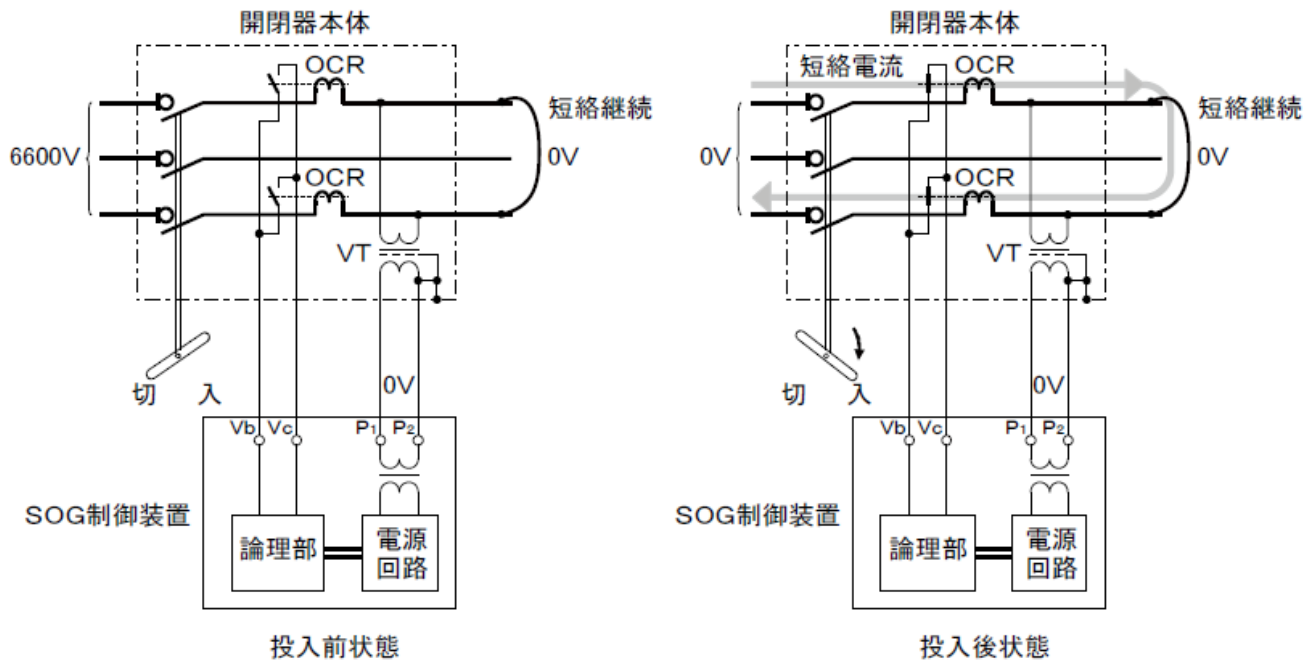 開閉器本体
OCR
短絡継続
6600V
0V
OCR
VT
切 入
0V
Vb Vc P1 P2
SOG制御装置
論理部
電源
回路
投入前状態
開閉器本体
短絡電流
OCR
短絡継続
0V
0V
OCR
VT
切 入
0V
Vb Vc P1 P2
SOG制御装置
論理部
電源
回路
投入後状態